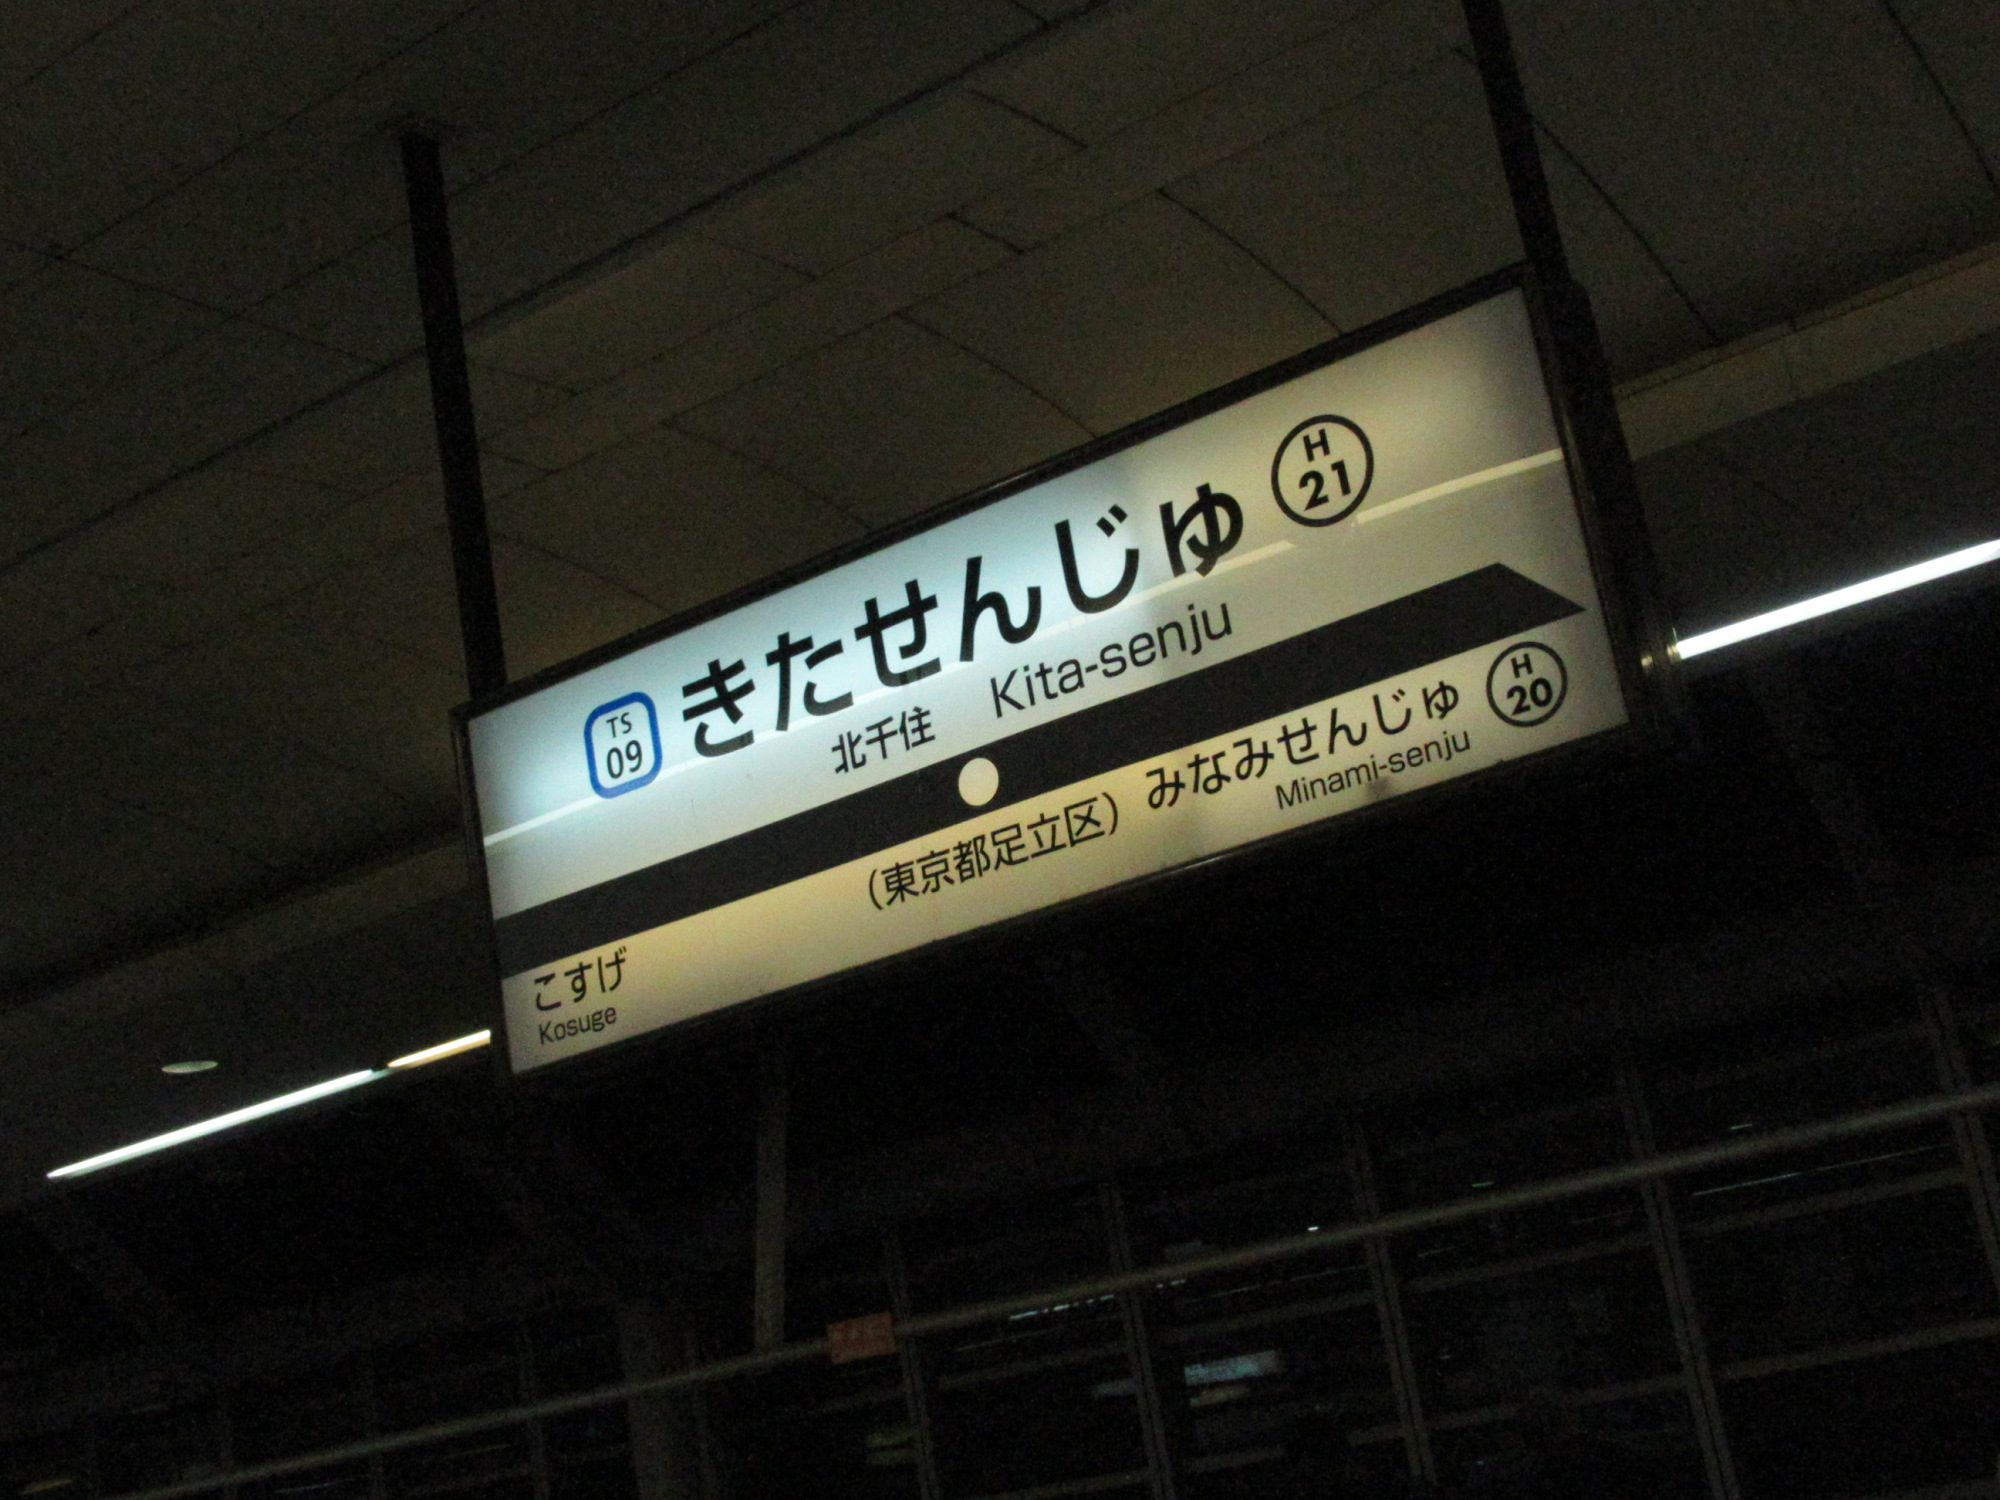 TS
09
きたせんじゅ
H
21
北千住
Kita-senju
(東京都足立区)
こすげ
Kosuge
みなみせんじゅ
Minami-senju
H
20